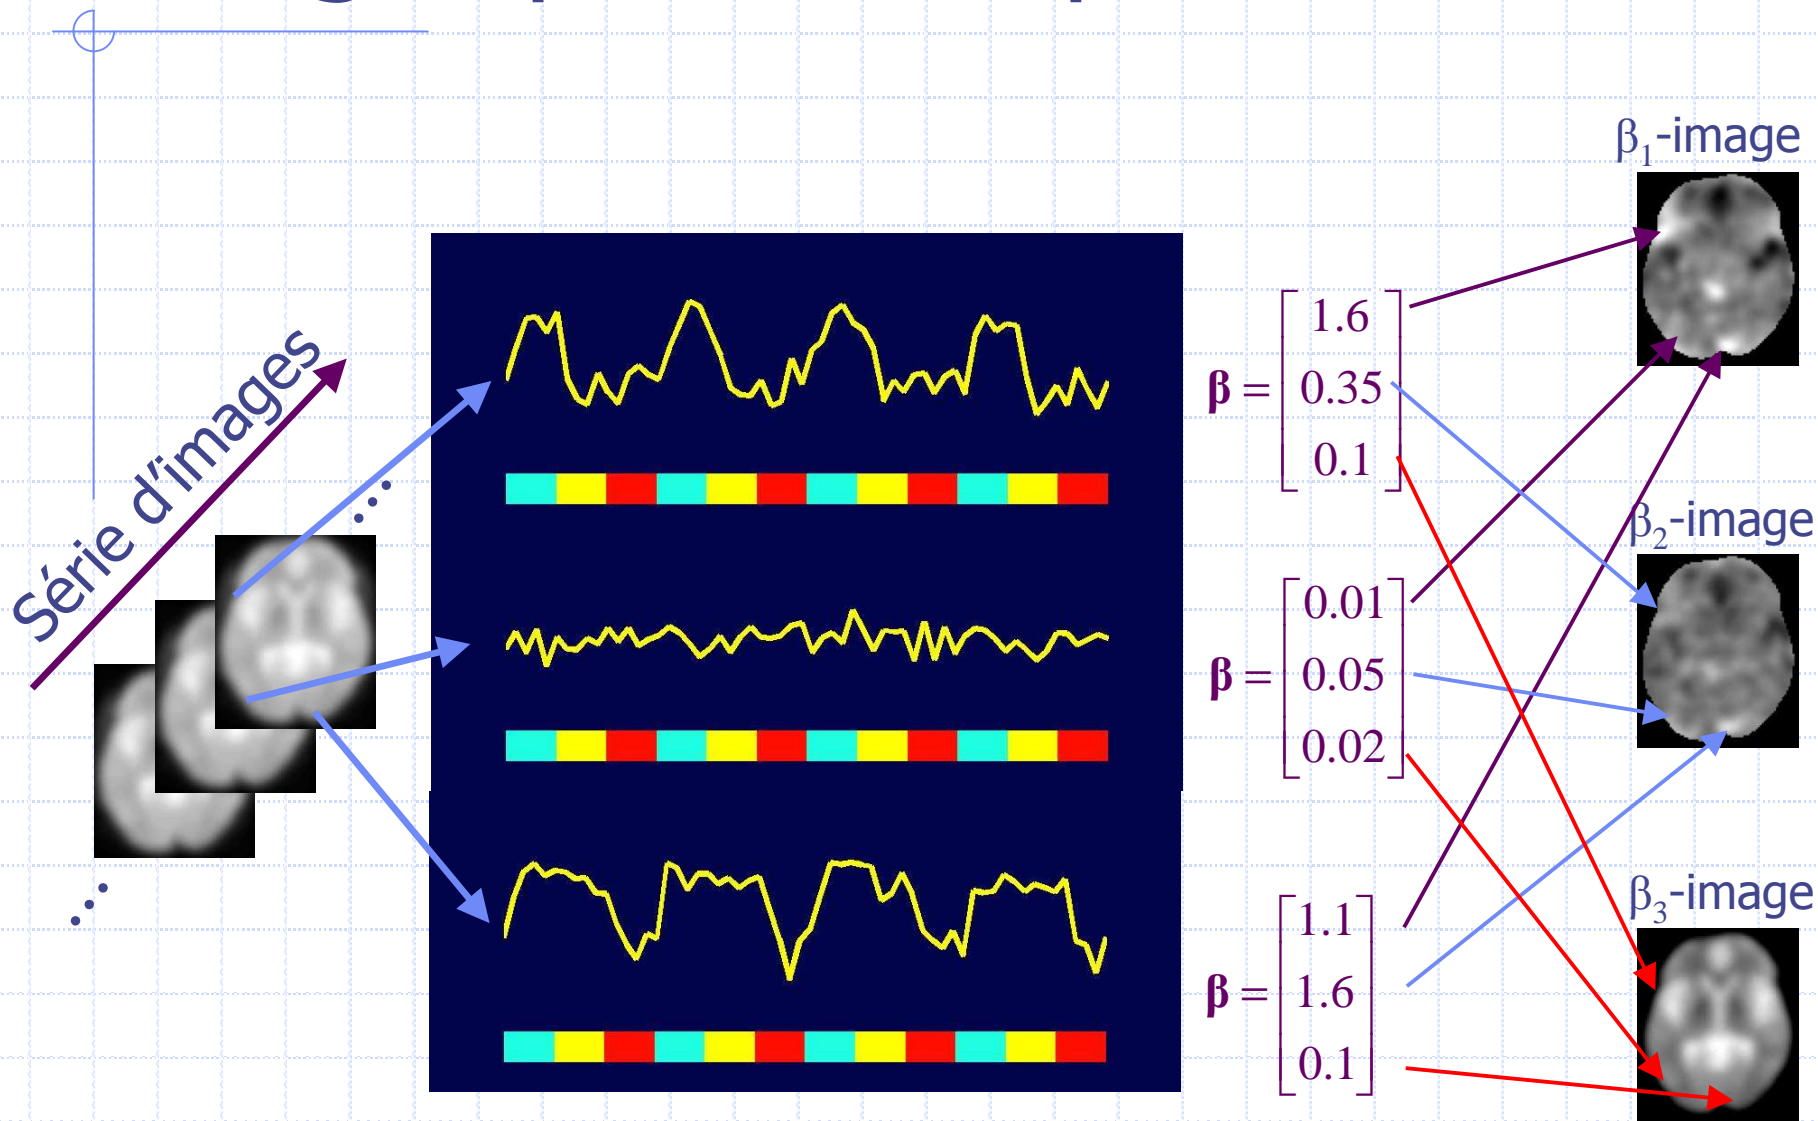 Série d'images
...
...
β = [1.6
0.35
0.1]
β = [0.01
0.05
0.02]
β = [1.1
1.6
0.1]
β₁-image
β₂-image
β₃-image